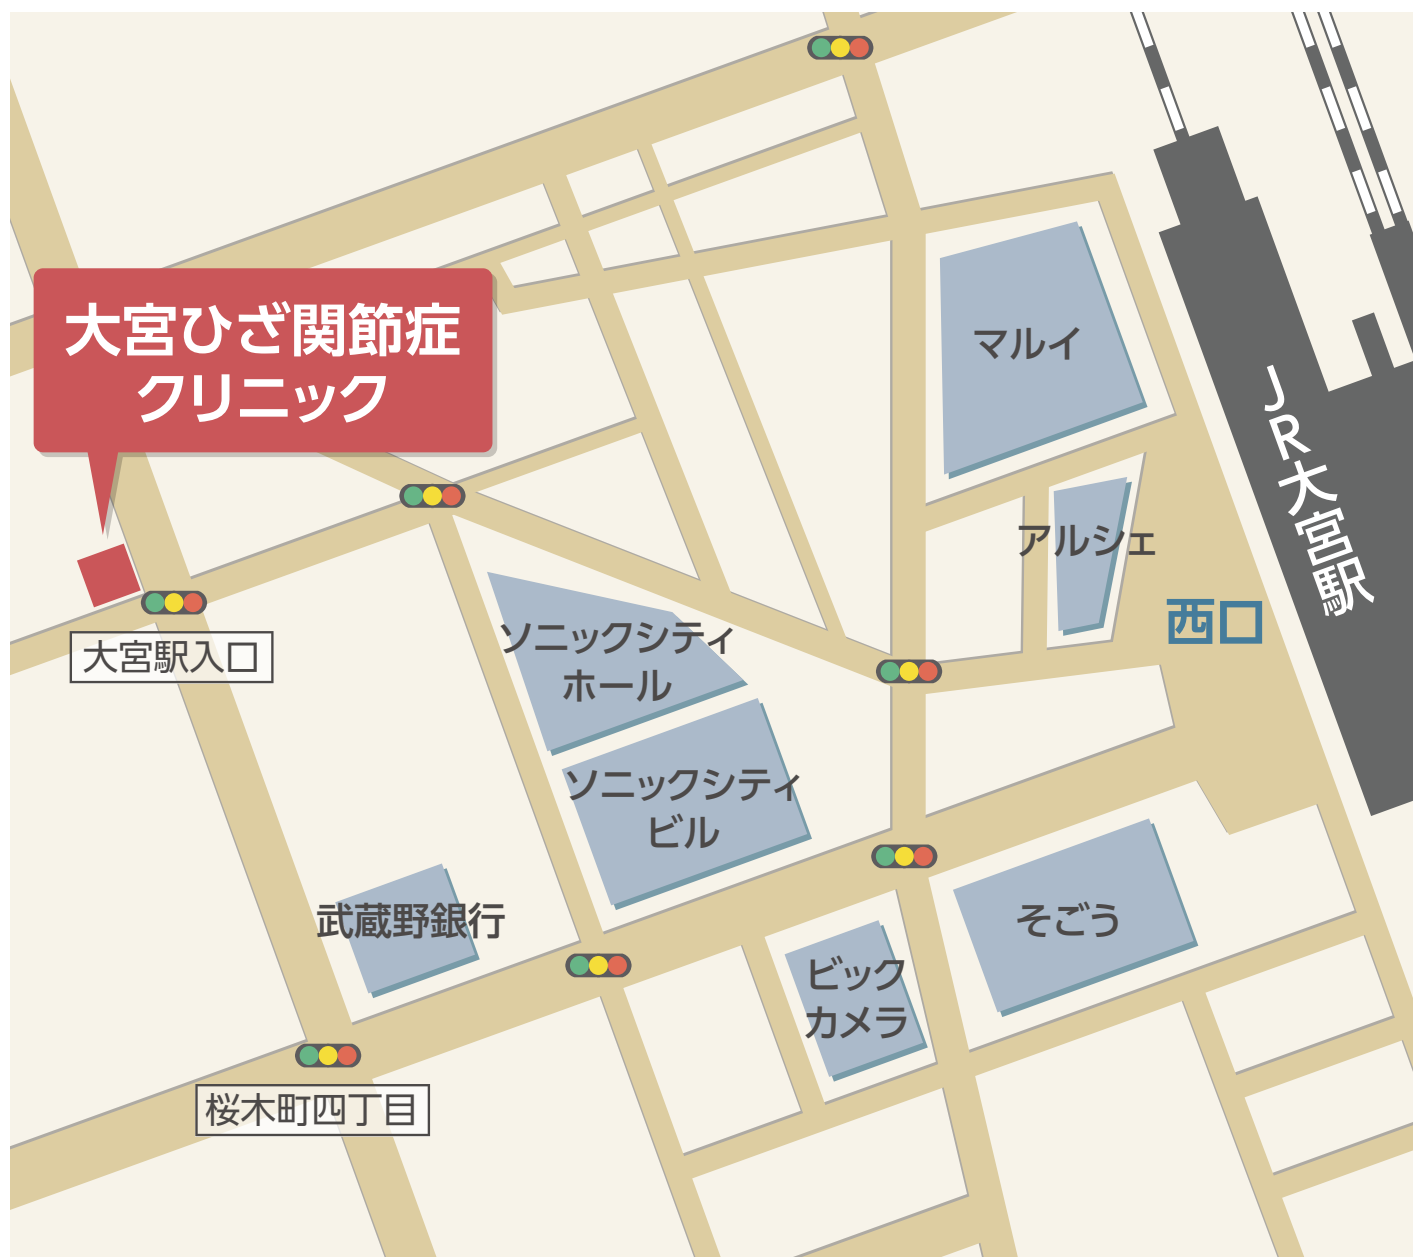 大宮ひざ関節症
クリニック
マルイ
JR大宮駅
アルシェ
西口
大宮駅入口
ソニックシティ
ホール
ソニックシティ
ビル
武蔵野銀行
そごう
ビック
カメラ
桜木町四丁目